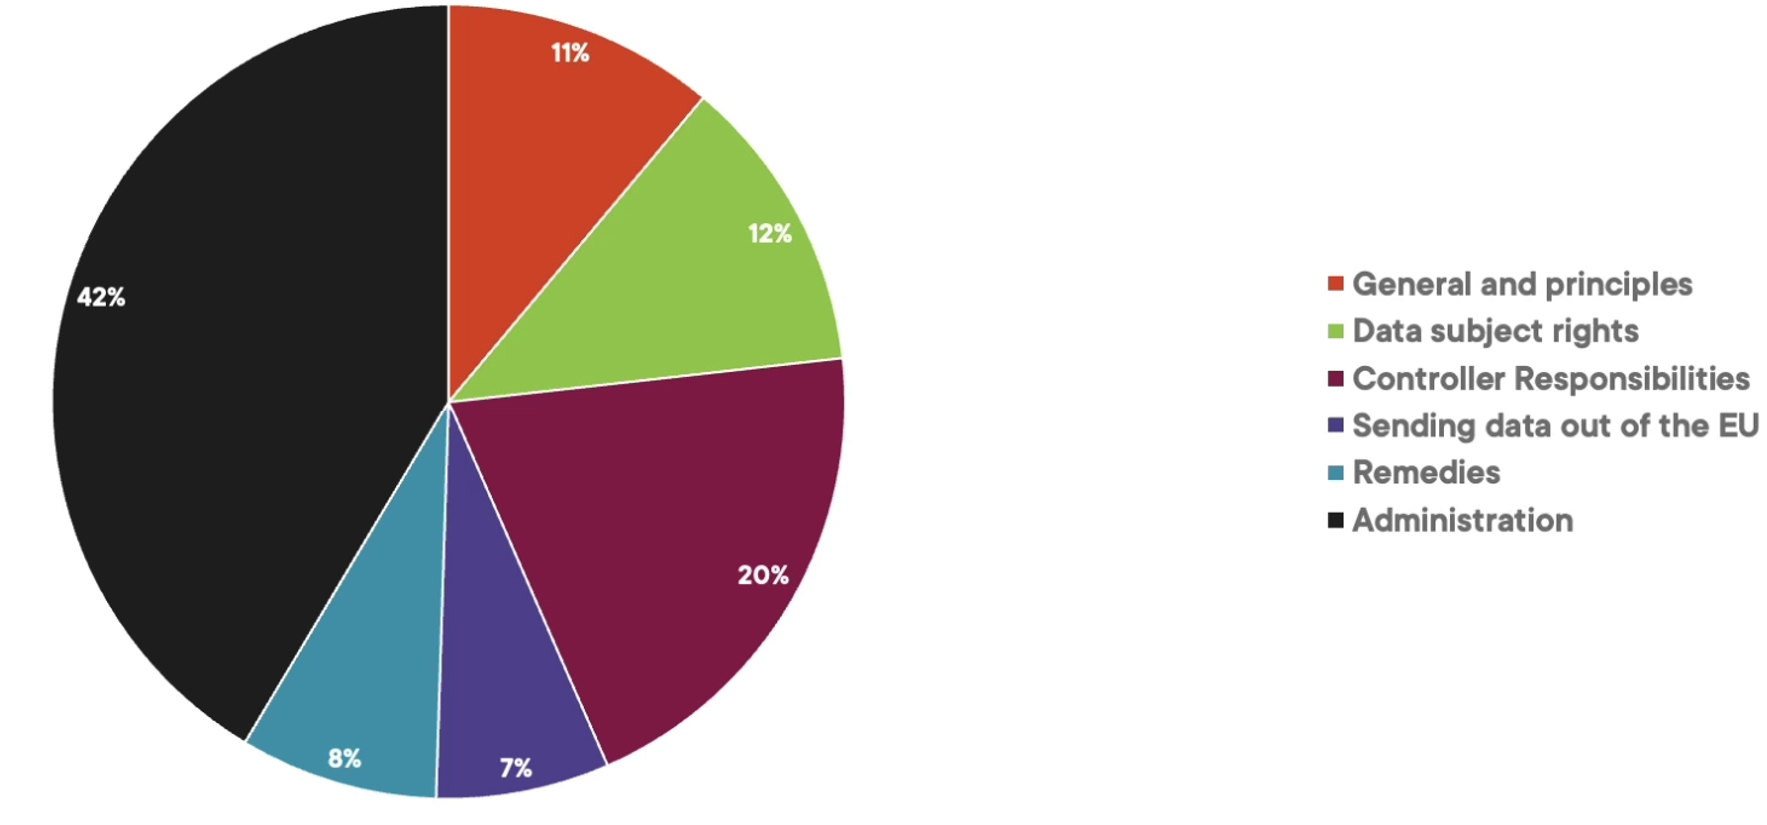 11%
12%
42%
20%
8%
7%
General and principles
Data subject rights
Controller Responsibilities
Sending data out of the EU
Remedies
Administration